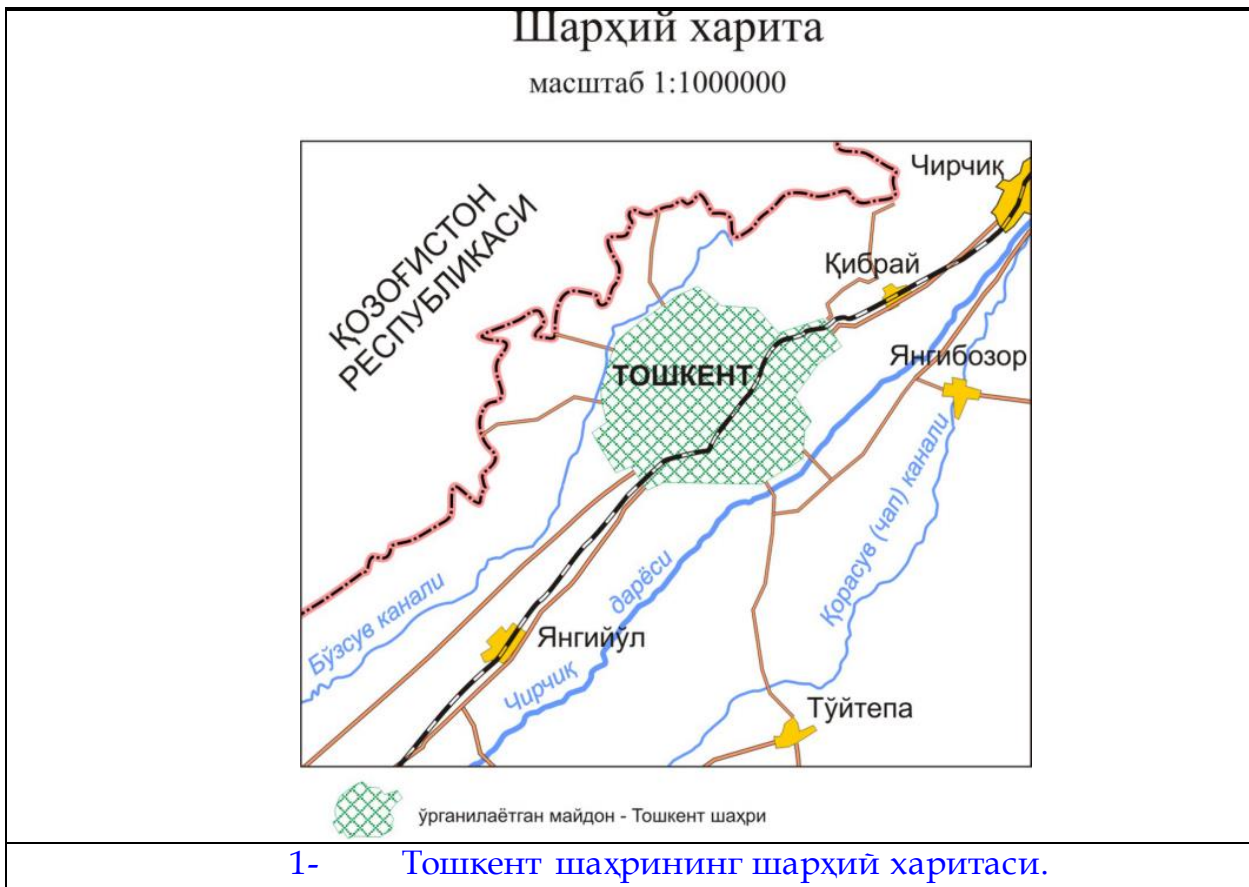 Шарҳий харита
масштаб 1:1000000
ҚОЗОҒИСТОН
РЕСПУБЛИКАСИ
Чирчиқ
Қибрай
Янгибозор
ТОШКЕНТ
Қорасув (чап) канали
Бўзсув канали
Чирчиқ дарёси
Янгийўл
Тўйтепа
ўрганилаётган майдон - Тошкент шаҳри
1- Тошкент шаҳрининг шарҳий харитаси.